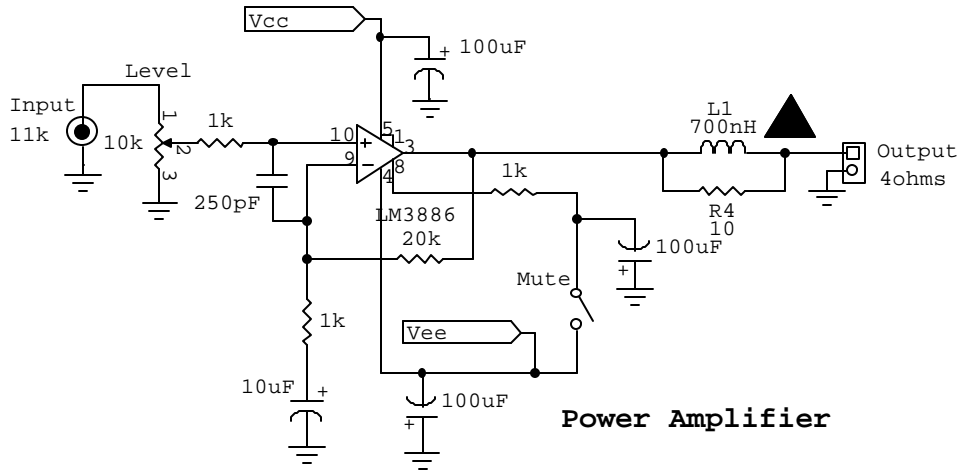 Vcc
100uF
Level
Input
11k
10k
1
2
3
1k
250pF
10
9
5
1
3
8
4
LM3886
20k
1k
L1
700nH
R4
10
Output
4ohms
100uF
Mute
1k
Vee
10uF
100uF
Power Amplifier